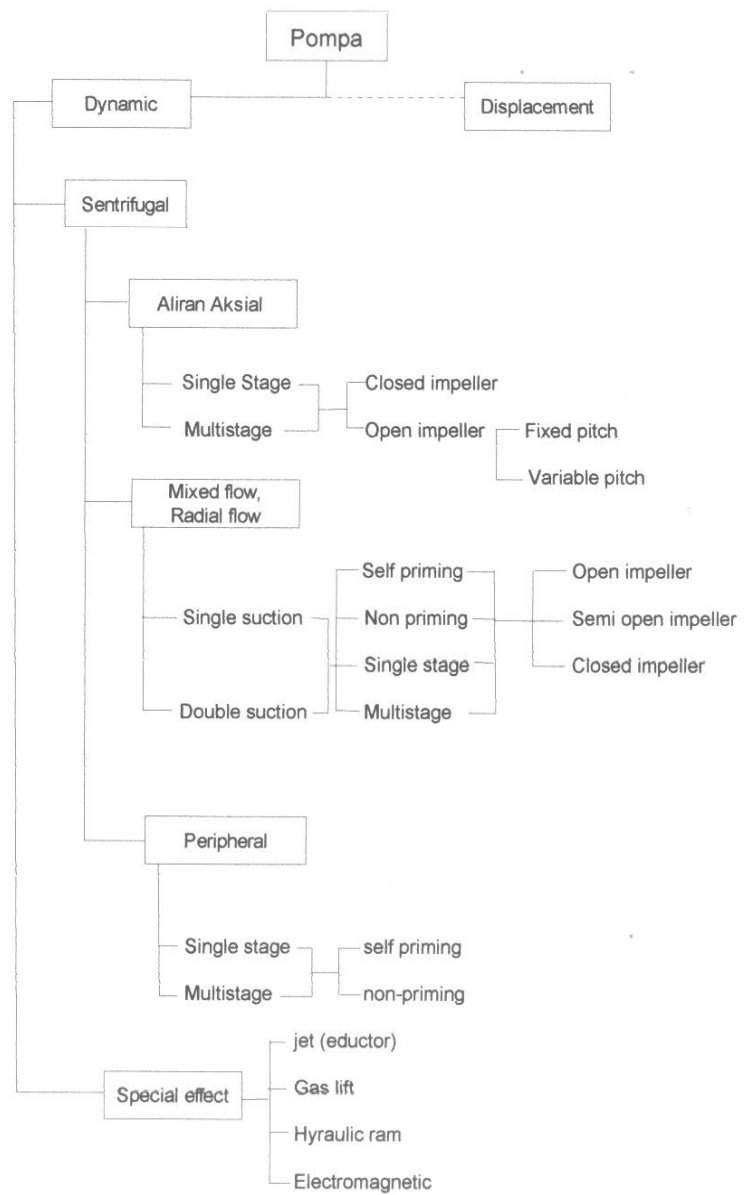 Pompa
Dynamic
Displacement
Sentrifugal
Aliran Aksial
Single Stage
Closed impeller
Multistage
Open impeller
Fixed pitch
Variable pitch
Mixed flow,
Radial flow
Self priming
Open impeller
Single suction
Non priming
Semi open impeller
Single stage
Closed impeller
Double suction
Multistage
Peripheral
Single stage
self priming
Multistage
non-priming
jet (eductor)
Special effect
Gas lift
Hyraulic ram
Electromagnetic